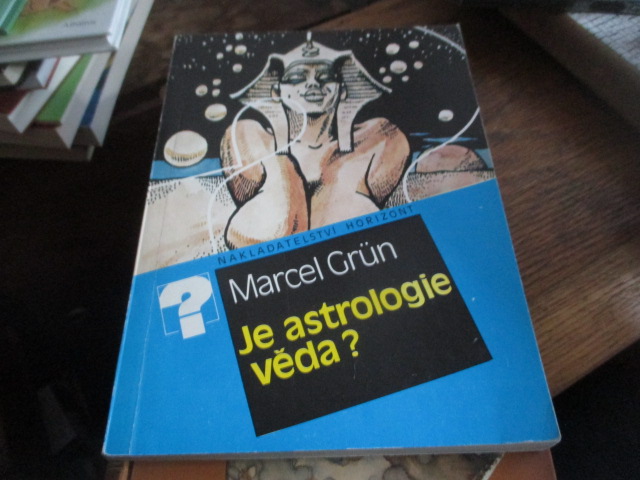 NAKLADATELSTVÍ HORIZONT
?
Marcel Grün
Je astrologie
věda?